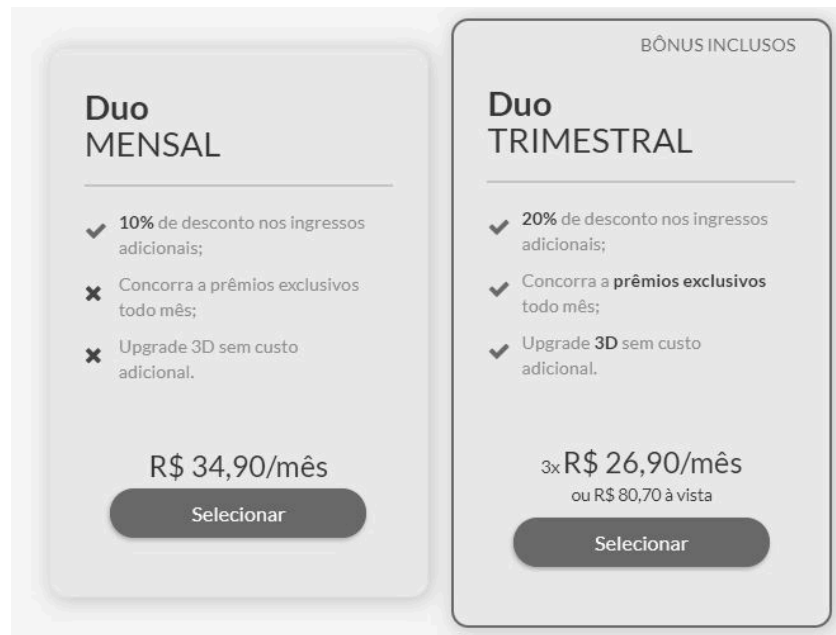 Duo
MENSAL
10% de desconto nos ingressos
adicionais;
Concorra a prêmios exclusivos
todo mês;
Upgrade 3D sem custo
adicional.
R$ 34,90/mês
Selecionar
BÔNUS INCLUSOS
Duo
TRIMESTRAL
20% de desconto nos ingressos
adicionais;
Concorra a prêmios exclusivos
todo mês;
Upgrade 3D sem custo
adicional.
3x R$ 26,90/mês
ou R$ 80,70 à vista
Selecionar